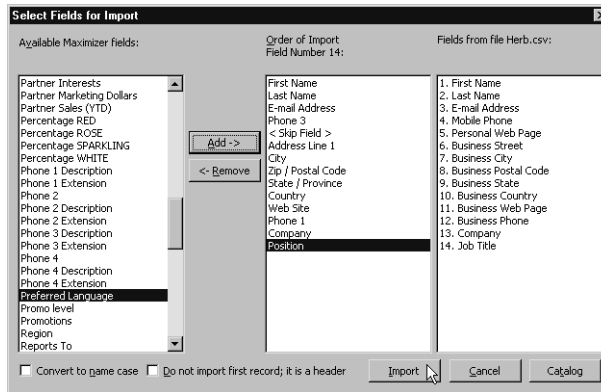 Select Fields for Import
Available Maximizer fields:
Order of Import
Field Number 14:
Fields from file Herb.csv:
Partner Interests
Partner Marketing Dollars
Partner Sales (YTD)
Percentage RED
Percentage ROSE
Percentage SPARKLING
Percentage WHITE
Phone 1 Description
Phone 1 Extension
Phone 2
Phone 2 Description
Phone 2 Extension
Phone 3 Description
Phone 3 Extension
Phone 4
Phone 4 Description
Phone 4 Extension
Preferred Language
Promo level
Promotions
Region
Reports To
Add ->
<- Remove
First Name
Last Name
E-mail Address
Phone 3
< Skip Field >
Address Line 1
City
Zip / Postal Code
State / Province
Country
Web Site
Phone 1
Company
Position
1. First Name
2. Last Name
3. E-mail Address
4. Mobile Phone
5. Personal Web Page
6. Business Street
7. Business City
8. Business Postal Code
9. Business State
10. Business Country
11. Business Web Page
12. Business Phone
13. Company
14. Job Title
Convert to name case
Do not import first record; it is a header
Import
Cancel
Catalog